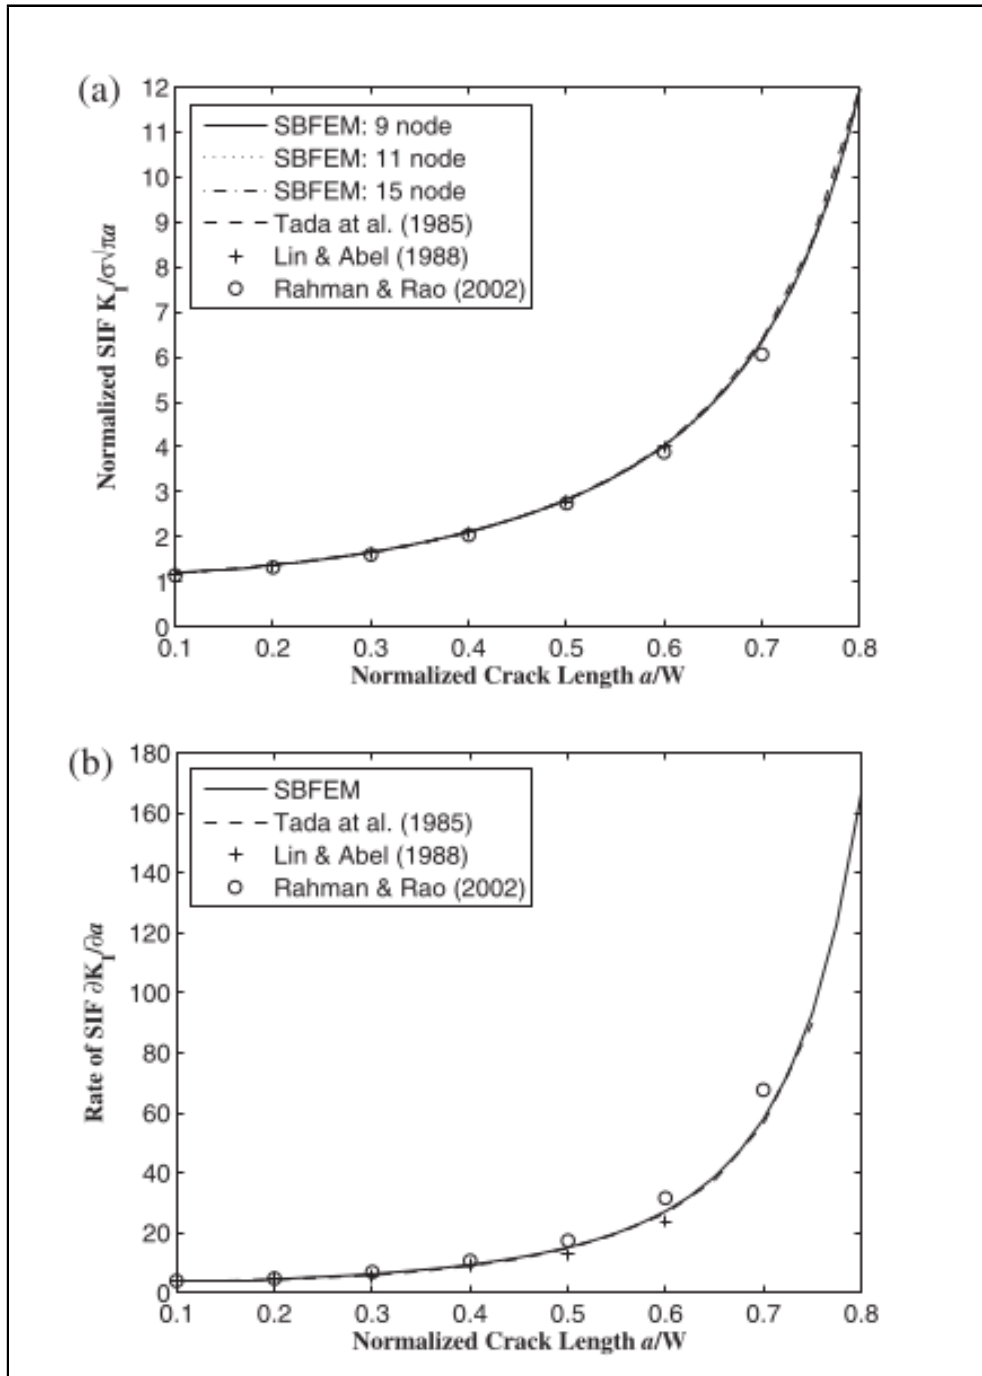 (a)
12
11
10
9
8
7
6
5
4
3
2
1
0
Normalized SIF K_I/σ√πa
SBFEM: 9 node
SBFEM: 11 node
SBFEM: 15 node
Tada at al. (1985)
Lin & Abel (1988)
Rahman & Rao (2002)
0.1 0.2 0.3 0.4 0.5 0.6 0.7 0.8
Normalized Crack Length a/W
(b)
180
160
140
120
100
80
60
40
20
0
Rate of SIF ∂K_I/∂a
SBFEM
Tada at al. (1985)
Lin & Abel (1988)
Rahman & Rao (2002)
0.1 0.2 0.3 0.4 0.5 0.6 0.7 0.8
Normalized Crack Length a/W